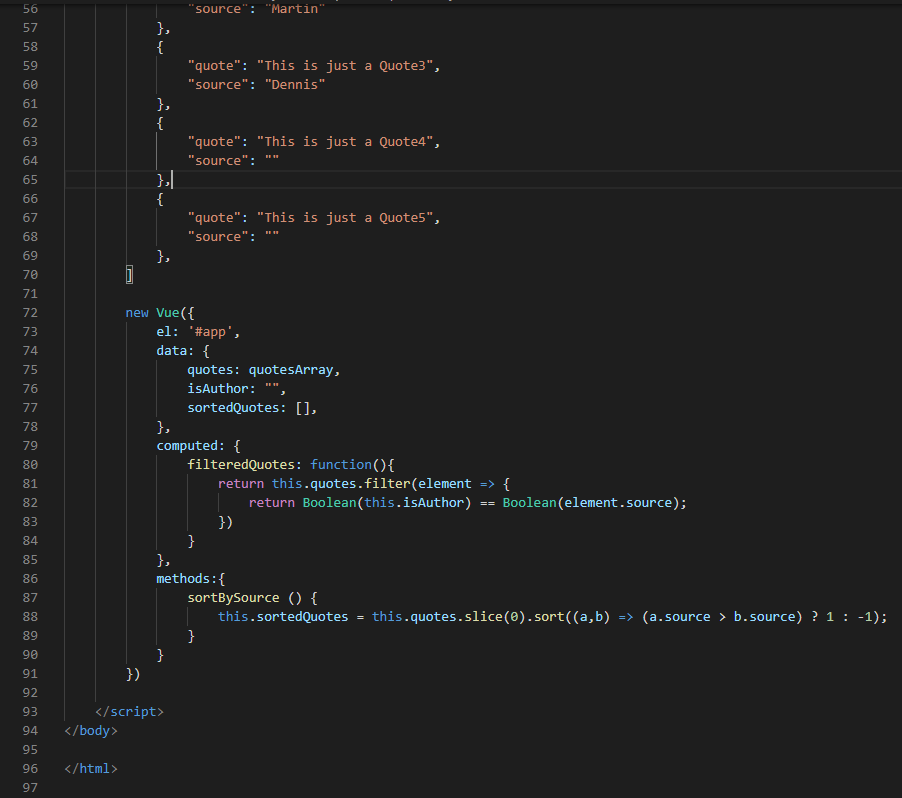 56 "source": "Martin"
57 },
58 {
59 "quote": "This is just a Quote3",
60 "source": "Dennis"
61 },
62 {
63 "quote": "This is just a Quote4",
64 "source": ""
65 },
66 {
67 "quote": "This is just a Quote5",
68 "source": ""
69 },
70 ]
71
72 new Vue({
73 el: '#app',
74 data: {
75 quotes: quotesArray,
76 isAuthor: "",
77 sortedQuotes: [],
78 },
79 computed: {
80 filteredQuotes: function(){
81 return this.quotes.filter(element => {
82 return Boolean(this.isAuthor) == Boolean(element.source);
83 })
84 }
85 },
86 methods:{
87 sortBySource () {
88 this.sortedQuotes = this.quotes.slice(0).sort((a,b) => (a.source > b.source) ? 1 : -1);
89 }
90 }
91 })
92
93 </script>
94 </body>
95
96 </html>
97